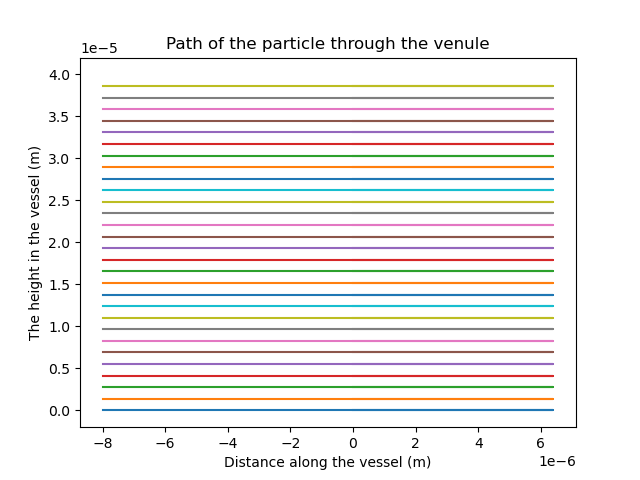 Path of the particle through the venule
1e−5
4.0
3.5
3.0
2.5
2.0
1.5
1.0
0.5
0.0
The height in the vessel (m)
−8 −6 −4 −2 0 2 4 6
Distance along the vessel (m)
1e−6